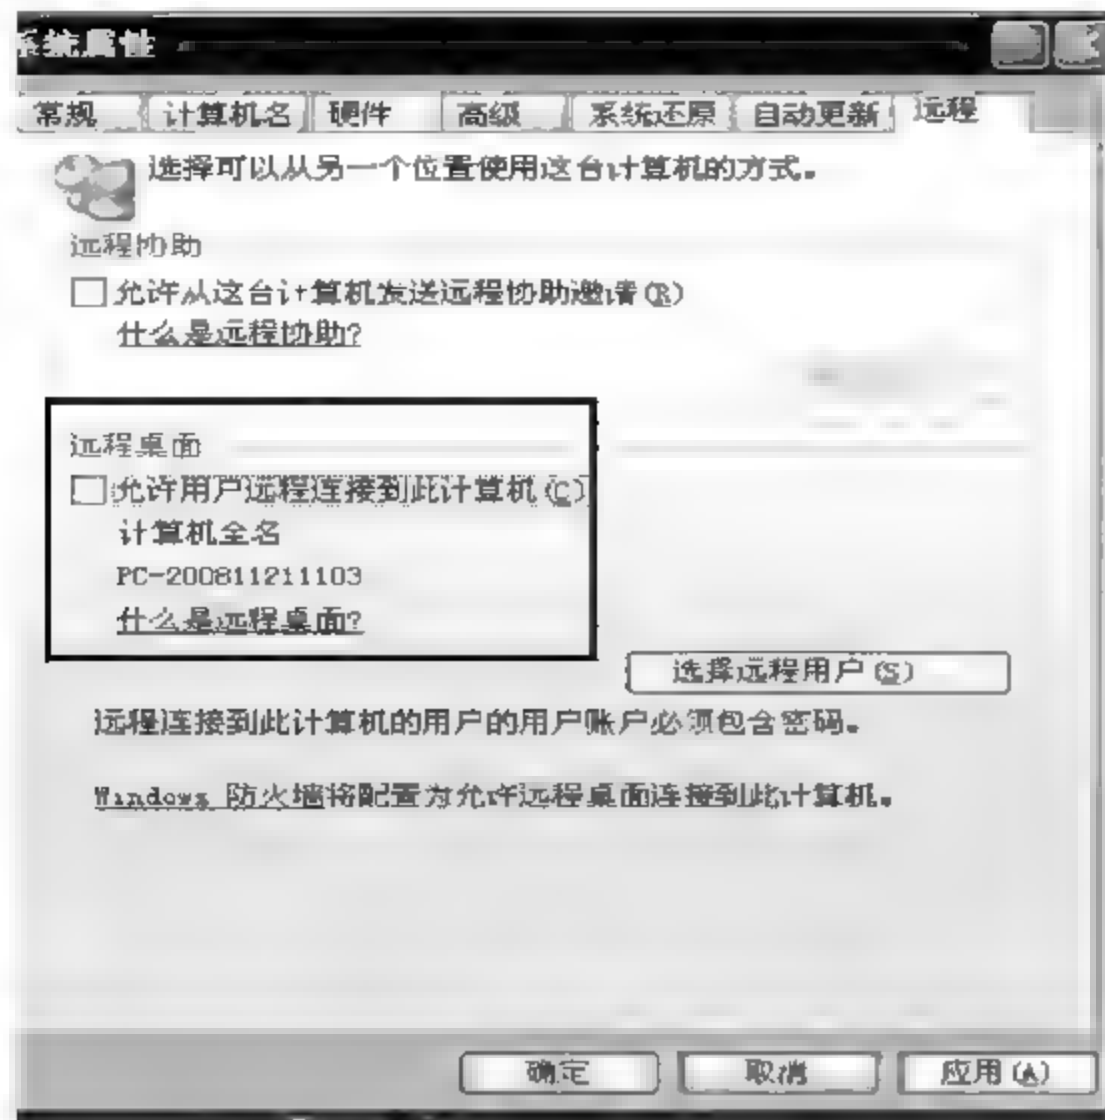 系统属性
常规 计算机名 硬件 高级 系统还原 自动更新 远程
选择可以从另一个位置使用这台计算机的方式。
远程协助
允许从这台计算机发送远程协助邀请(R)
什么是远程协助?
远程桌面
允许用户远程连接到此计算机(C)
计算机全名
PC-200811211103
什么是远程桌面?
选择远程用户(S)
远程连接到此计算机的用户的用户账户必须包含密码。
Windows 防火墙将配置为允许远程桌面连接到此计算机。
确定 取消 应用(A)